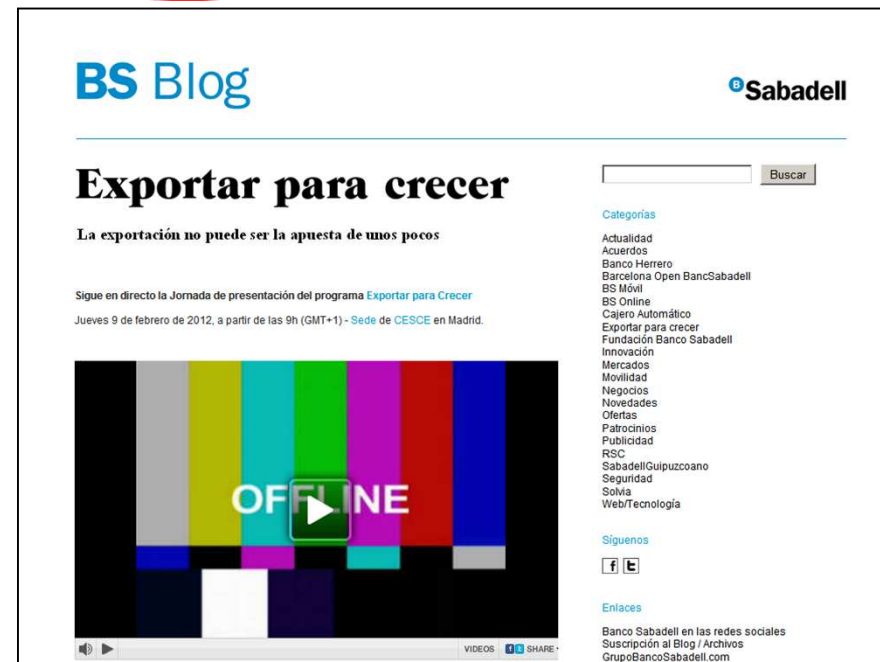 BS Blog
B Sabadell
Exportar para crecer
La exportación no puede ser la apuesta de unos pocos
Sigue en directo la Jornada de presentación del programa Exportar para Crecer
Jueves 9 de febrero de 2012, a partir de las 9h (GMT+1) - Sede de CESCE en Madrid.
OFFLINE
VIDEOS f t SHARE
Buscar
Categorías
Actualidad
Acuerdos
Banco Herrero
Barcelona Open BancSabadell
BS Móvil
BS Online
Cajero Automático
Exportar para crecer
Fundación Banco Sabadell
Innovación
Mercados
Movilidad
Negocios
Novedades
Ofertas
Patrocinios
Publicidad
RSC
SabadellGuipuzcoano
Seguridad
Solvia
Web/Tecnología
Síguenos
f t
Enlaces
Banco Sabadell en las redes sociales
Suscripción al Blog / Archivos
GrupoBancoSabadell.com